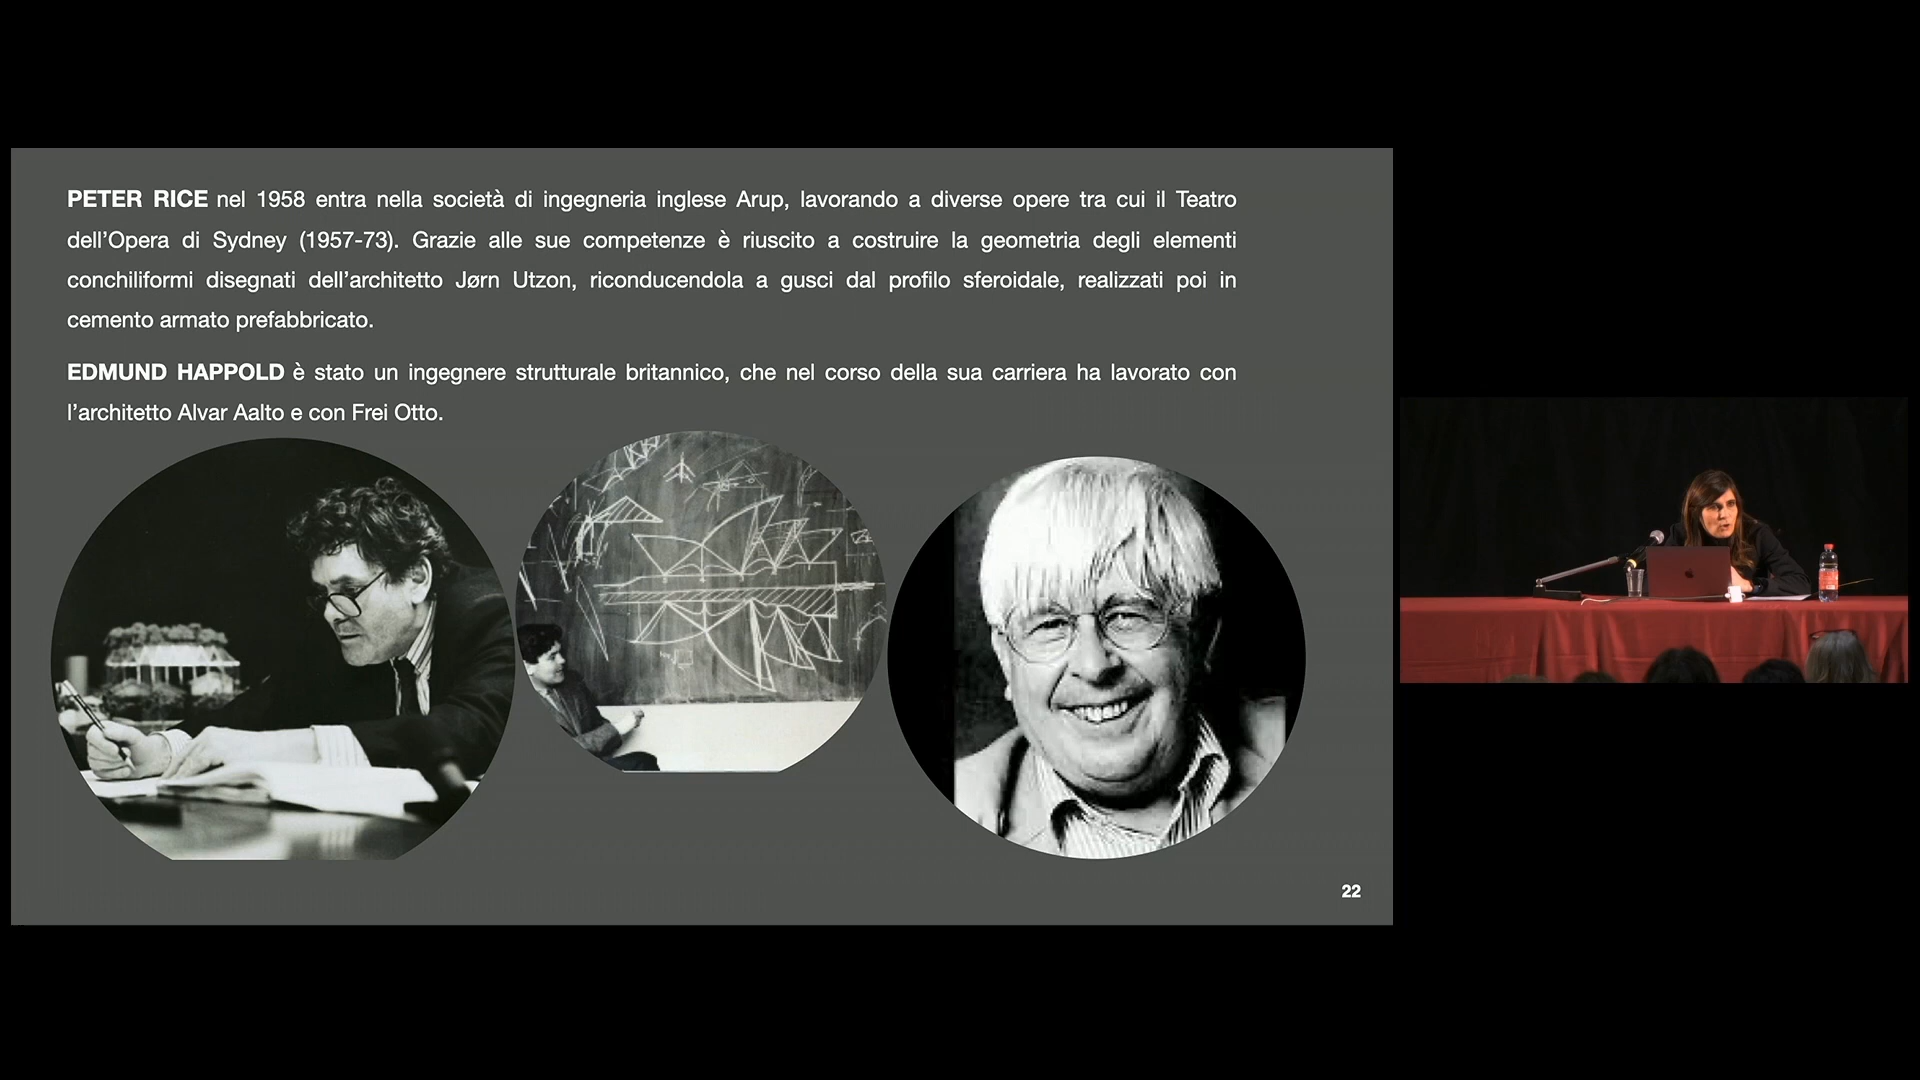 PETER RICE nel 1958 entra nella società di ingegneria inglese Arup, lavorando a diverse opere tra cui il Teatro
dell’Opera di Sydney (1957-73). Grazie alle sue competenze è riuscito a costruire la geometria degli elementi
conchiliformi disegnati dell’architetto Jørn Utzon, riconducendola a gusci dal profilo sferoidale, realizzati poi in
cemento armato prefabbricato.
EDMUND HAPPOLD è stato un ingegnere strutturale britannico, che nel corso della sua carriera ha lavorato con
l’architetto Alvar Aalto e con Frei Otto.
22